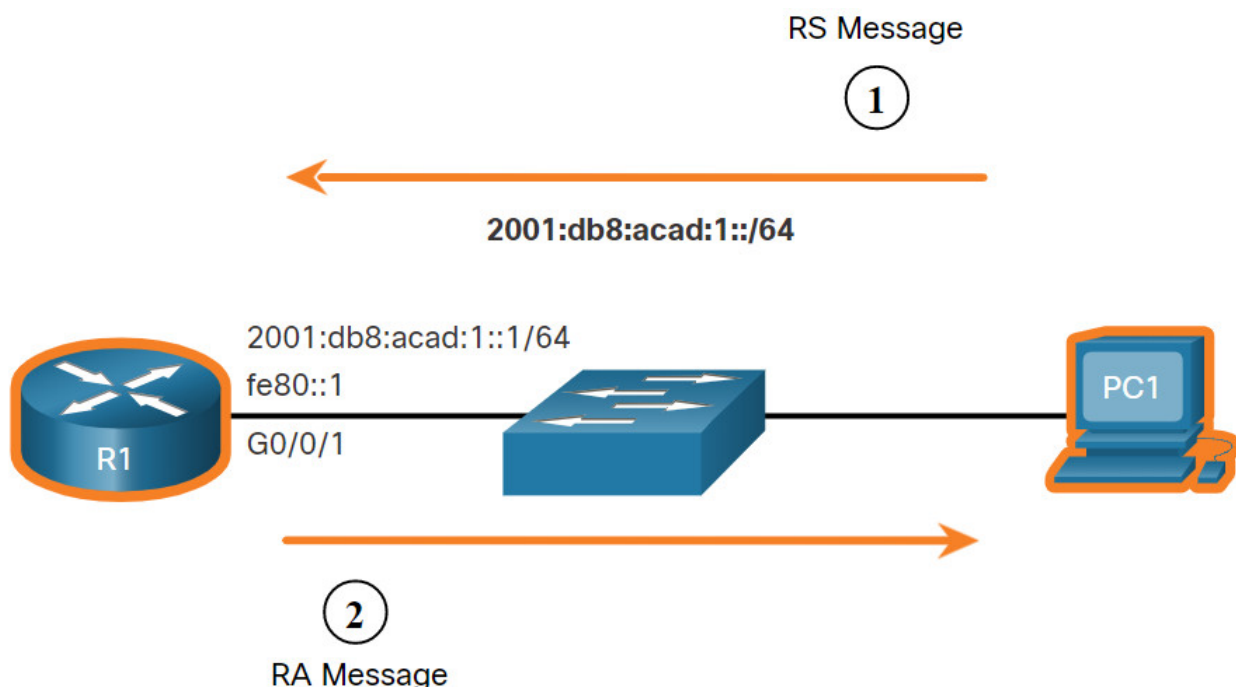 RS Message
1
2001:db8:acad:1::/64
2001:db8:acad:1::1/64
fe80::1
G0/0/1
R1
PC1
2
RA Message